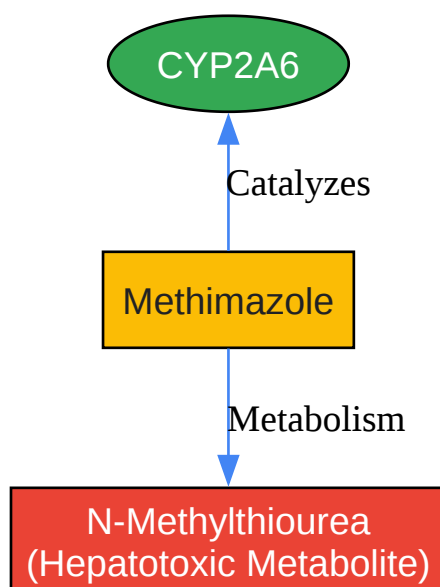 CYP2A6
Catalyzes
Methimazole
Metabolism
N-Methylthiourea
(Hepatotoxic Metabolite)